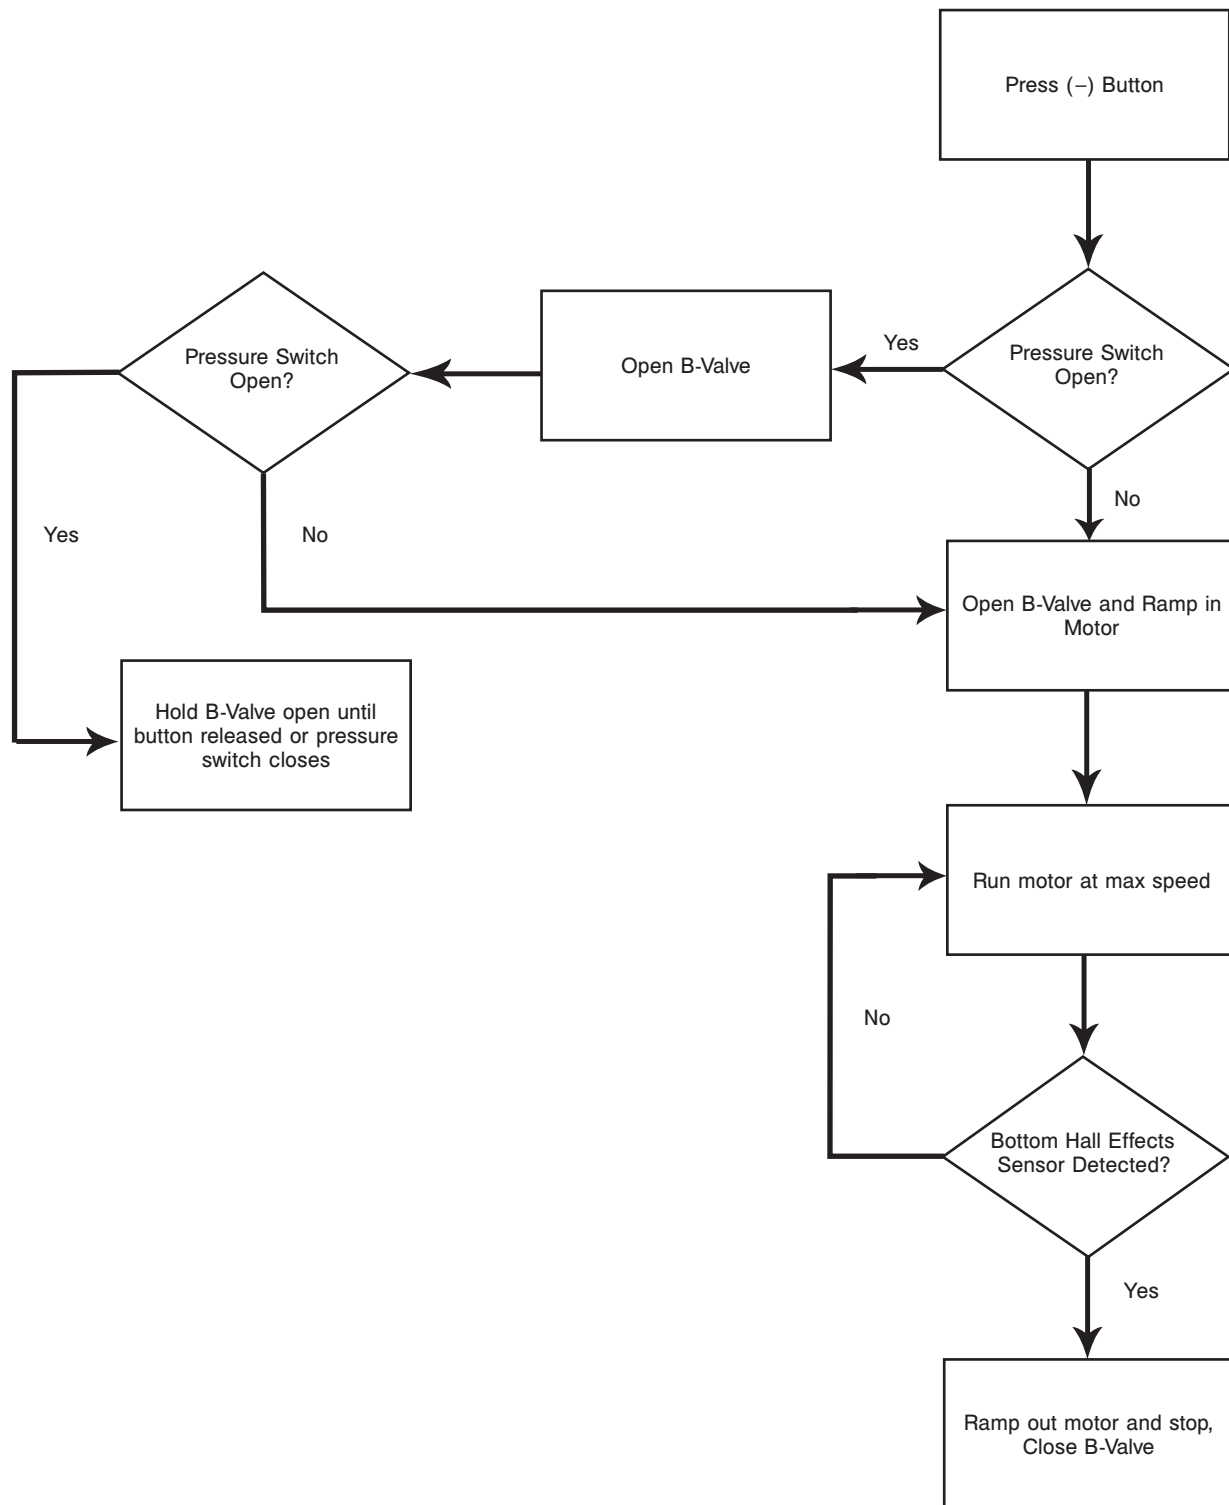 Press (–) Button
Pressure Switch
Open?
Yes
Open B-Valve
Pressure Switch
Open?
No
Yes
No
Open B-Valve and Ramp in
Motor
Hold B-Valve open until
button released or pressure
switch closes
Run motor at max speed
No
Bottom Hall Effects
Sensor Detected?
Yes
Ramp out motor and stop,
Close B-Valve